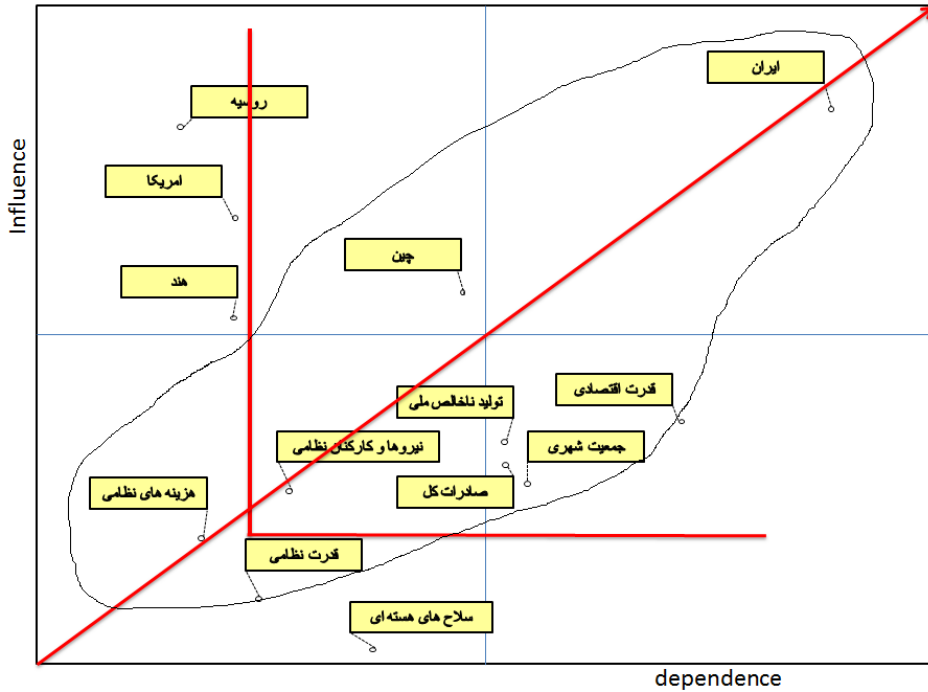 ایران
روسیه
امریکا
Influence
چین
هند
قدرت اقتصادی
تولید ناخالص ملی
جمعیت شهری
نیروها و کارکنان نظامی
صادرات کل
هزینه های نظامی
قدرت نظامی
سلاح های هسته ای
dependence